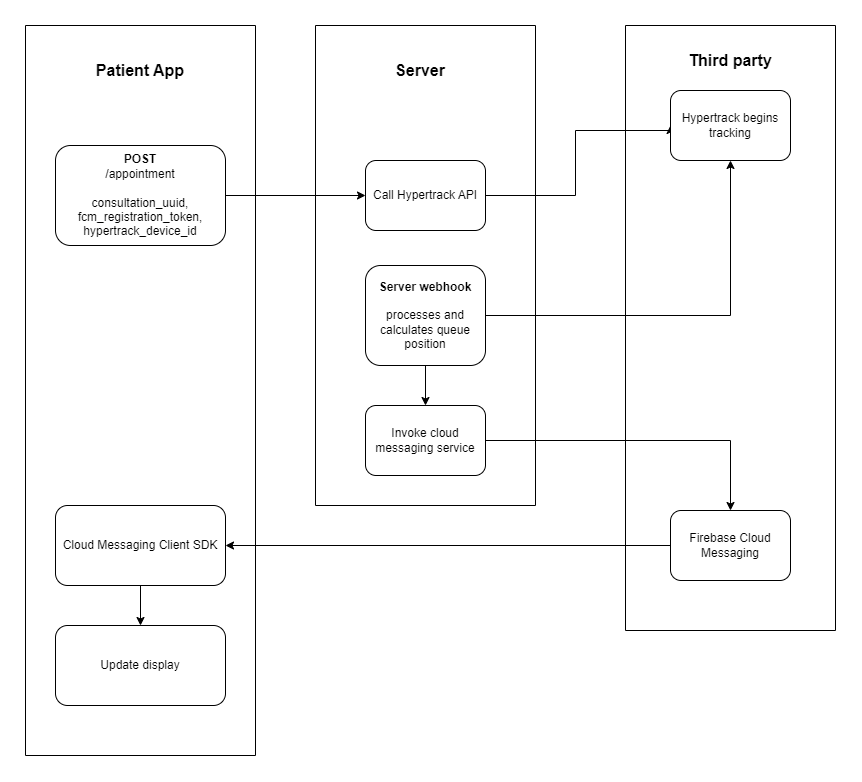 Patient App
POST
/appointment
consultation_uuid,
fcm_registration_token,
hypertrack_device_id
Cloud Messaging Client SDK
Update display
Server
Call Hypertrack API
Server webhook
processes and
calculates queue
position
Invoke cloud
messaging service
Third party
Hypertrack begins
tracking
Firebase Cloud
Messaging